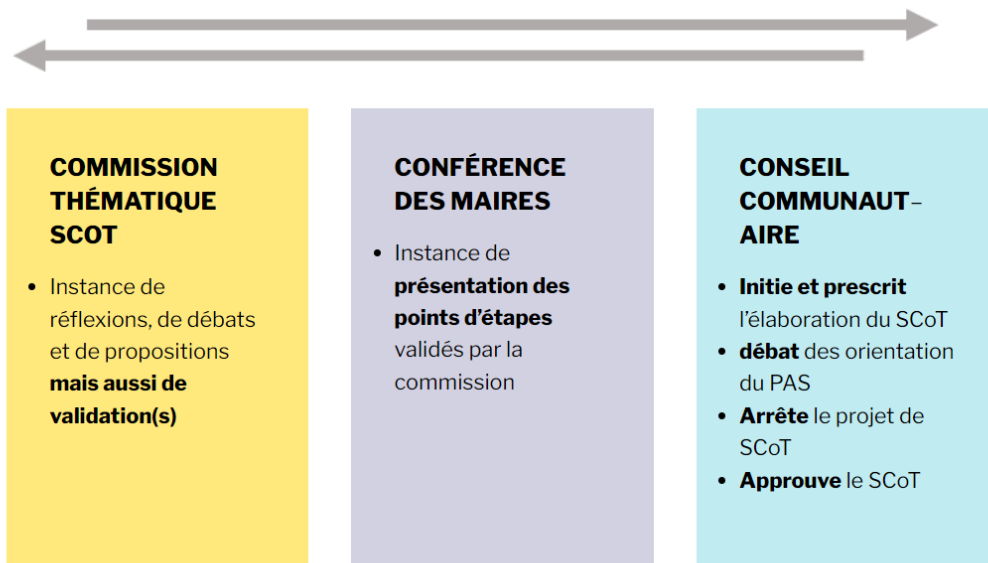 COMMISSION
THÉMATIQUE
SCOT
• Instance de
réflexions, de débats
et de propositions
mais aussi de
validation(s)
CONFÉRENCE
DES MAIRES
• Instance de
présentation des
points d’étapes
validés par la
commission
CONSEIL
COMMUNAUT–
AIRE
• Initie et prescrit
l’élaboration du SCoT
• débat des orientation
du PAS
• Arrête le projet de
SCoT
• Approuve le SCoT